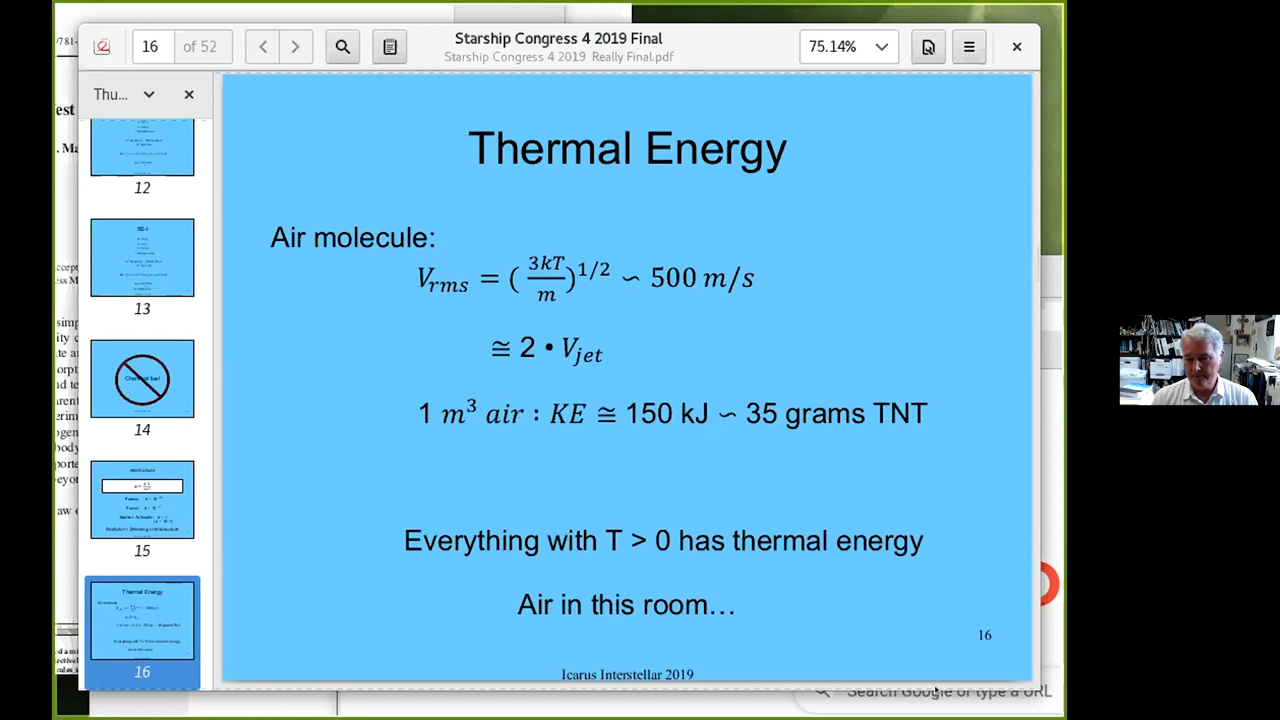 16
of 52
Starship Congress 4 2019 Final
Starship Congress 4 2019 Really Final.pdf
75.14%
Thu...
12
13
14
15
Thermal Energy
16
Thermal Energy
Air molecule:
V_rms = (3kT/m)^1/2 ∽ 500 m/s
≅ 2 • V_jet
1 m³ air : KE ≅ 150 kJ ∽ 35 grams TNT
Everything with T > 0 has thermal energy
Air in this room…
16
Icarus Interstellar 2019
Search Google or type a URL